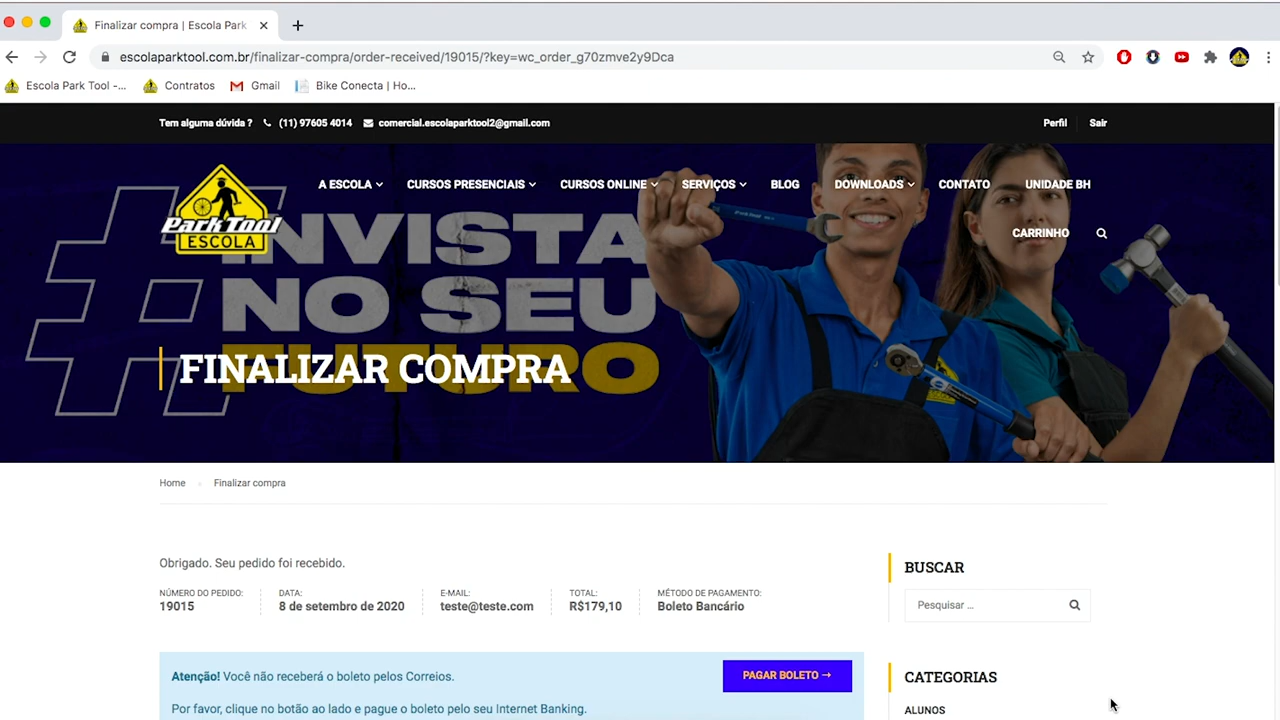 Finalizar compra | Escola Park
escolaparktool.com.br/finalizar-compra/order-received/19015/?key=wc_order_g70zmve2y9Dca
Escola Park Tool -... Contratos Gmail Bike Conecta | Ho...
Tem alguma dúvida ? (11) 97605 4014 comercial.escolaparktool2@gmail.com Perfil Sair
A ESCOLA CURSOS PRESENCIAIS CURSOS ONLINE SERVIÇOS BLOG DOWNLOADS CONTATO UNIDADE BH
CARRINHO
Park Tool
ESCOLA
#INVISTA
NO SEU
FUTURO
FINALIZAR COMPRA
Home Finalizar compra
Obrigado. Seu pedido foi recebido.
NÚMERO DO PEDIDO: DATA: E-MAIL: TOTAL: MÉTODO DE PAGAMENTO:
19015 8 de setembro de 2020 teste@teste.com R$179,10 Boleto Bancário
BUSCAR
Pesquisar ...
Atenção! Você não receberá o boleto pelos Correios. PAGAR BOLETO →
Por favor, clique no botão ao lado e pague o boleto pelo seu Internet Banking.
CATEGORIAS
ALUNOS